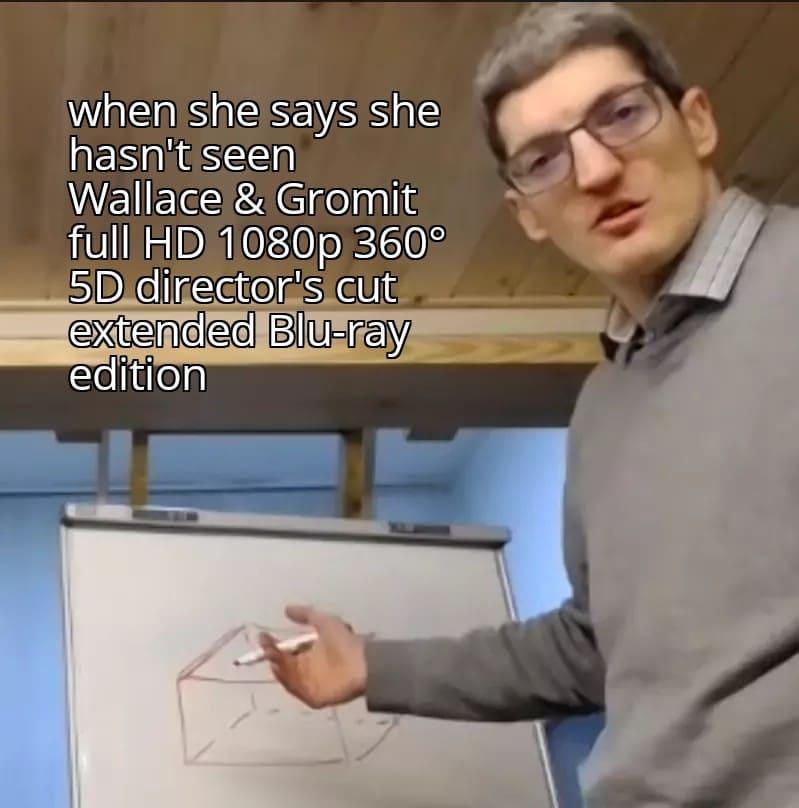 when she says she
hasn't seen
Wallace & Gromit
full HD 1080p 360°
5D director's cut
extended Blu-ray
edition